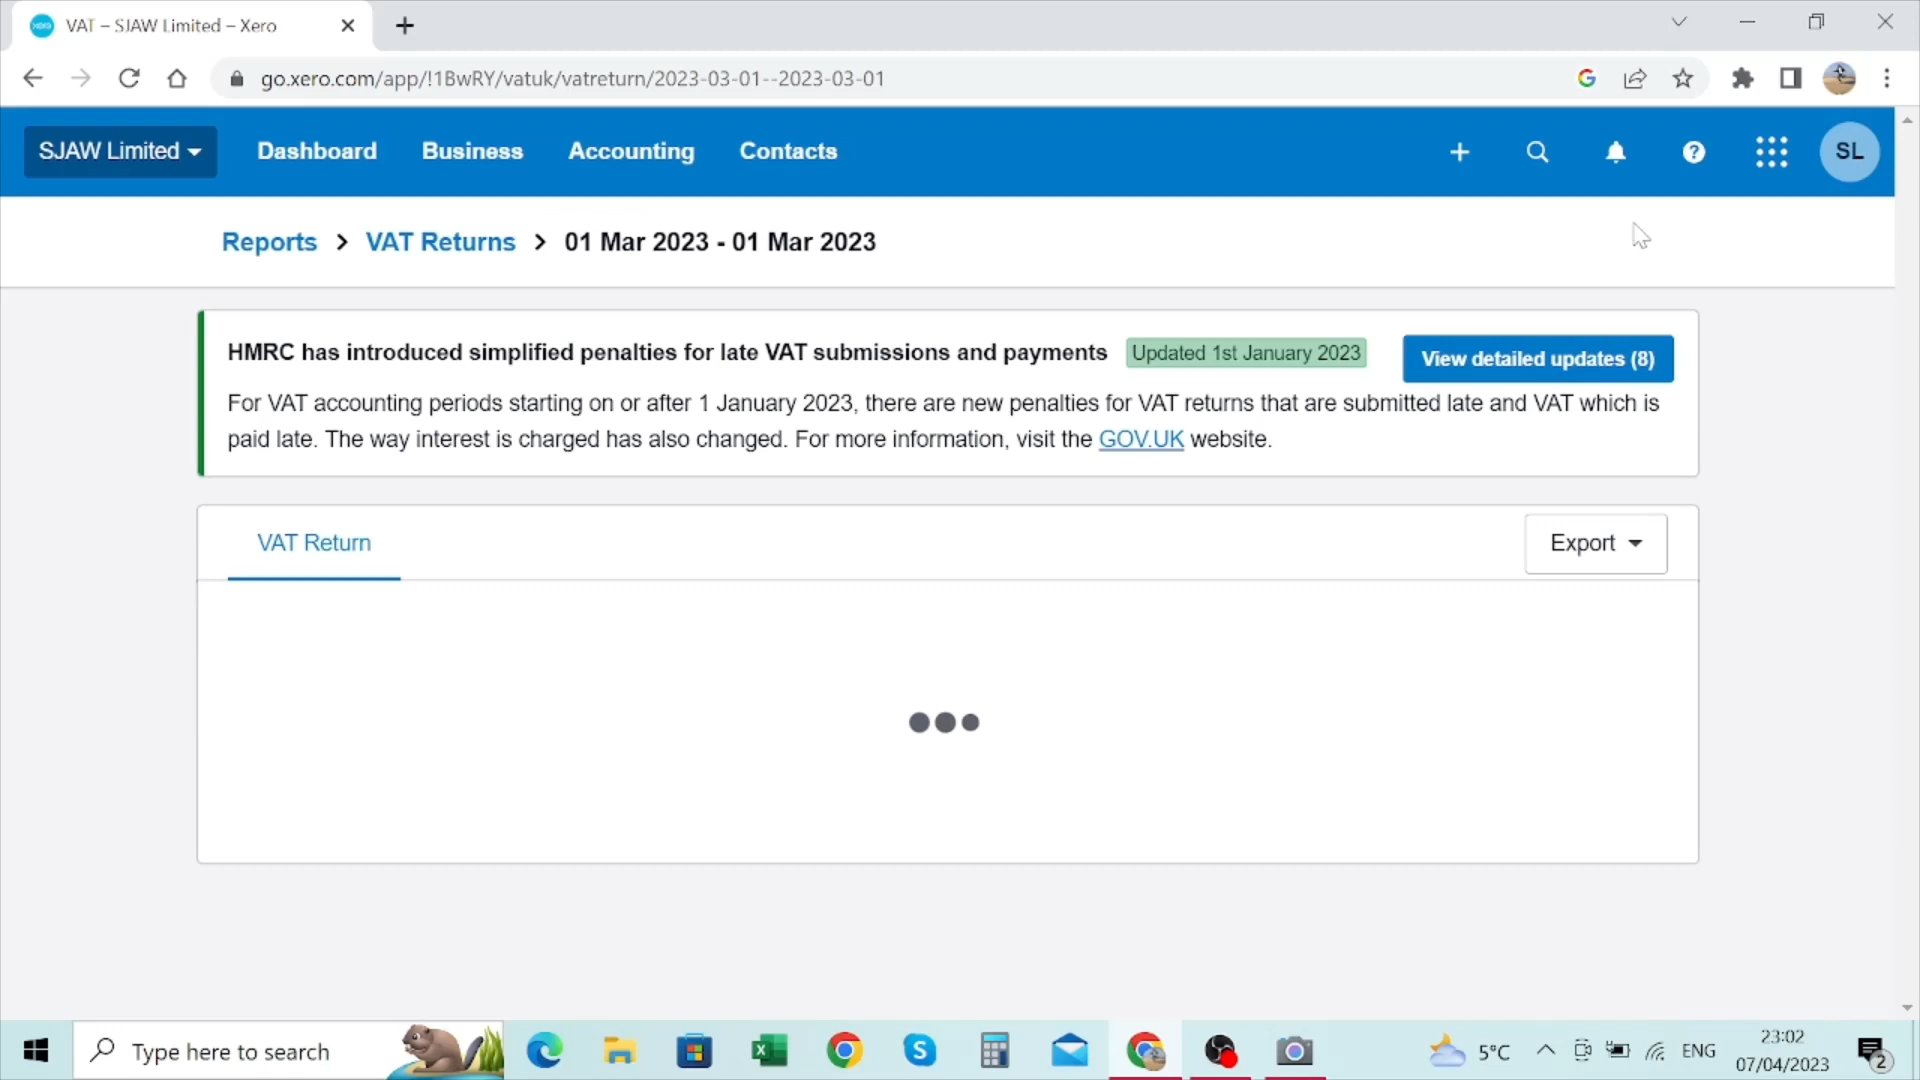 VAT – SJAW Limited – Xero
go.xero.com/app/!1BwRY/vatuk/vatreturn/2023-03-01--2023-03-01
SJAW Limited Dashboard Business Accounting Contacts SL
Reports > VAT Returns > 01 Mar 2023 - 01 Mar 2023
HMRC has introduced simplified penalties for late VAT submissions and payments Updated 1st January 2023 View detailed updates (8)
For VAT accounting periods starting on or after 1 January 2023, there are new penalties for VAT returns that are submitted late and VAT which is
paid late. The way interest is charged has also changed. For more information, visit the GOV.UK website.
VAT Return Export
Type here to search 5°C ENG 23:02
07/04/2023 2